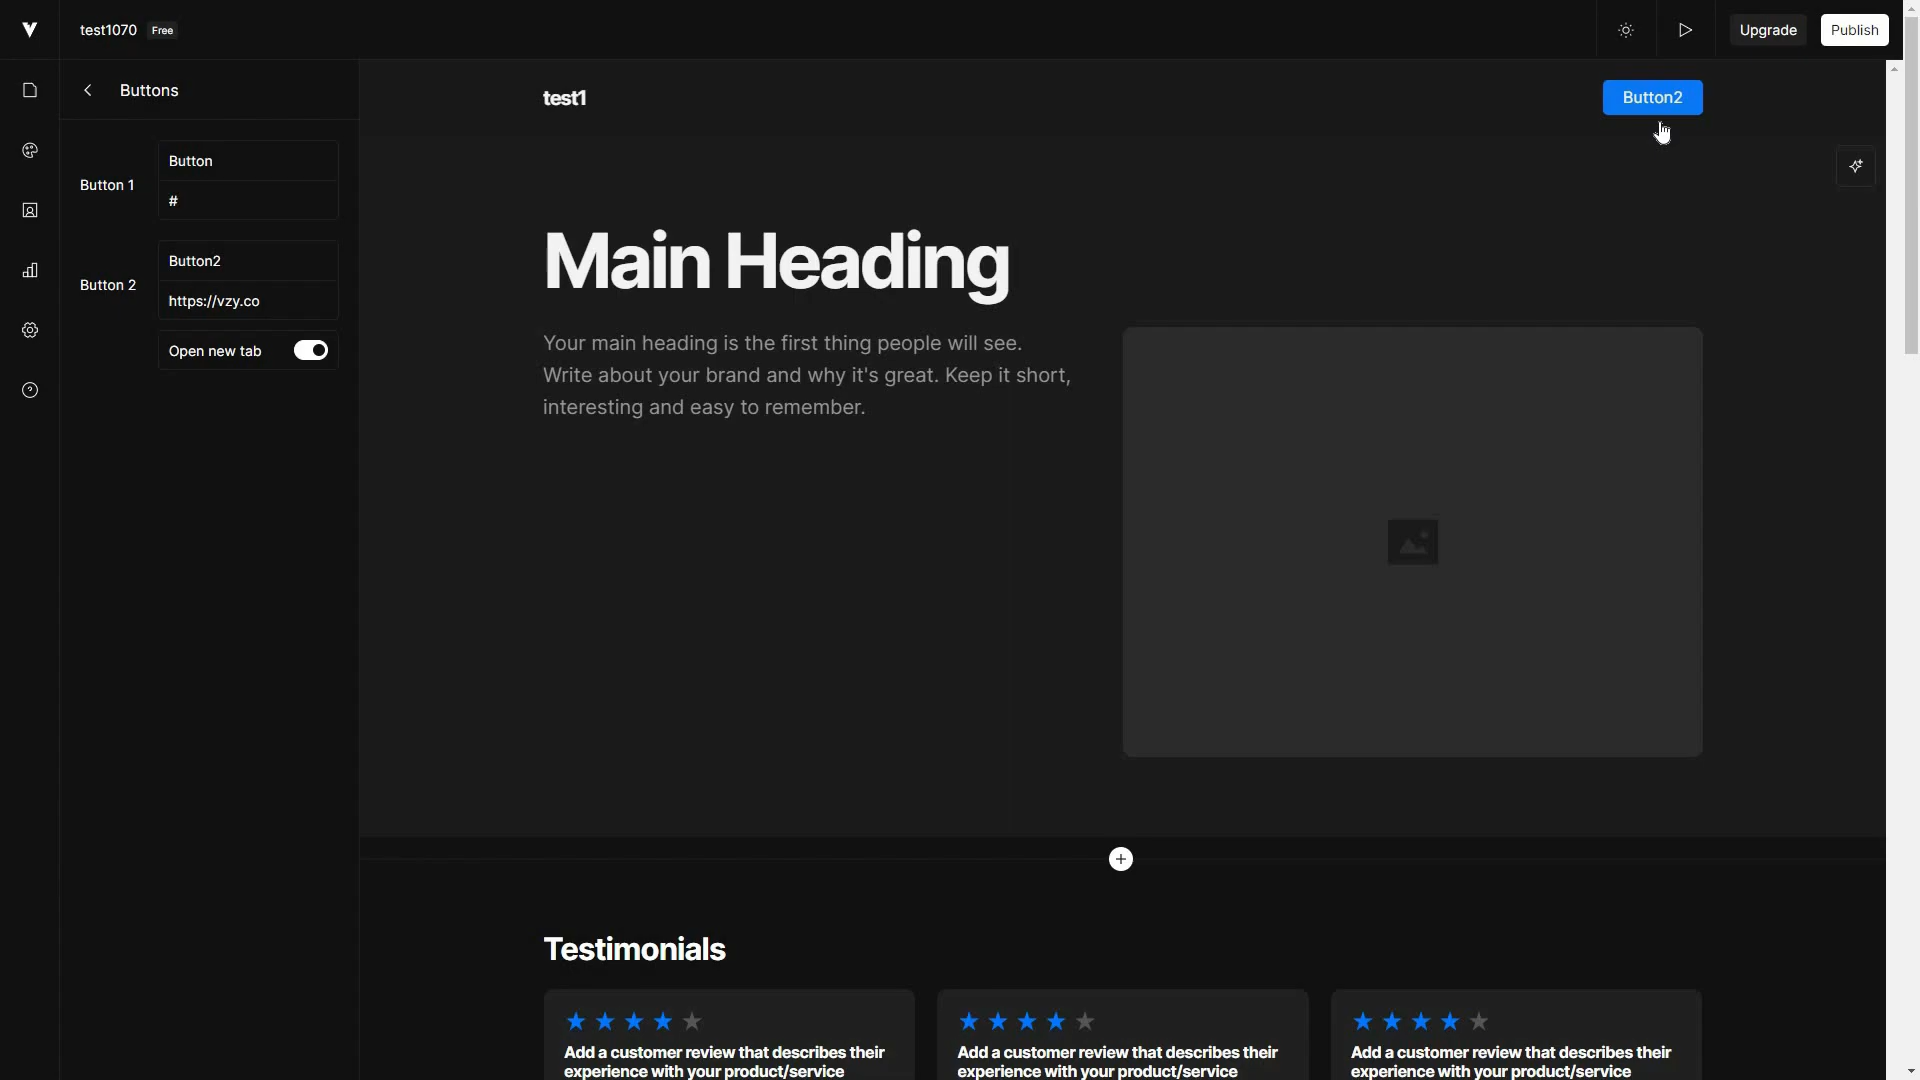 test1070
Free
Upgrade
Publish
Buttons
Button 1
Button
#
Button 2
Button2
https://vzy.co
Open new tab
test1
Button2
Main Heading
Your main heading is the first thing people will see.
Write about your brand and why it's great. Keep it short,
interesting and easy to remember.
Testimonials
Add a customer review that describes their
experience with your product/service
Add a customer review that describes their
experience with your product/service
Add a customer review that describes their
experience with your product/service